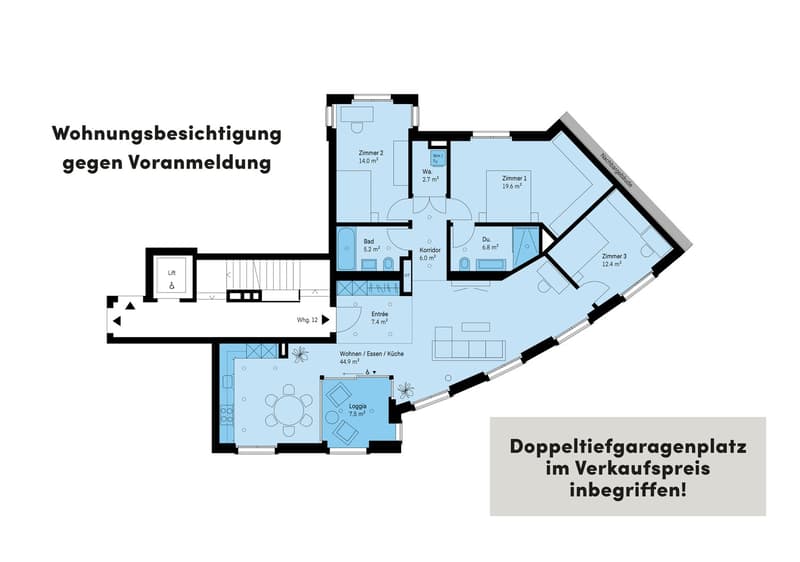 Wohnungsbesichtigung
gegen Voranmeldung
Zimmer 2
14.0 m²
Wa.
2.7 m²
Zimmer 1
19.6 m²
Nachbargebäude
Zimmer 3
12.4 m²
Bad
5.2 m²
Korridor
6.0 m²
Du.
6.8 m²
Lift
Whg. 12
Entrée
7.4 m²
Wohnen / Essen / Küche
44.9 m²
Loggia
7.5 m²
Doppeltiefgaragenplatz
im Verkaufspreis
inbegriffen!